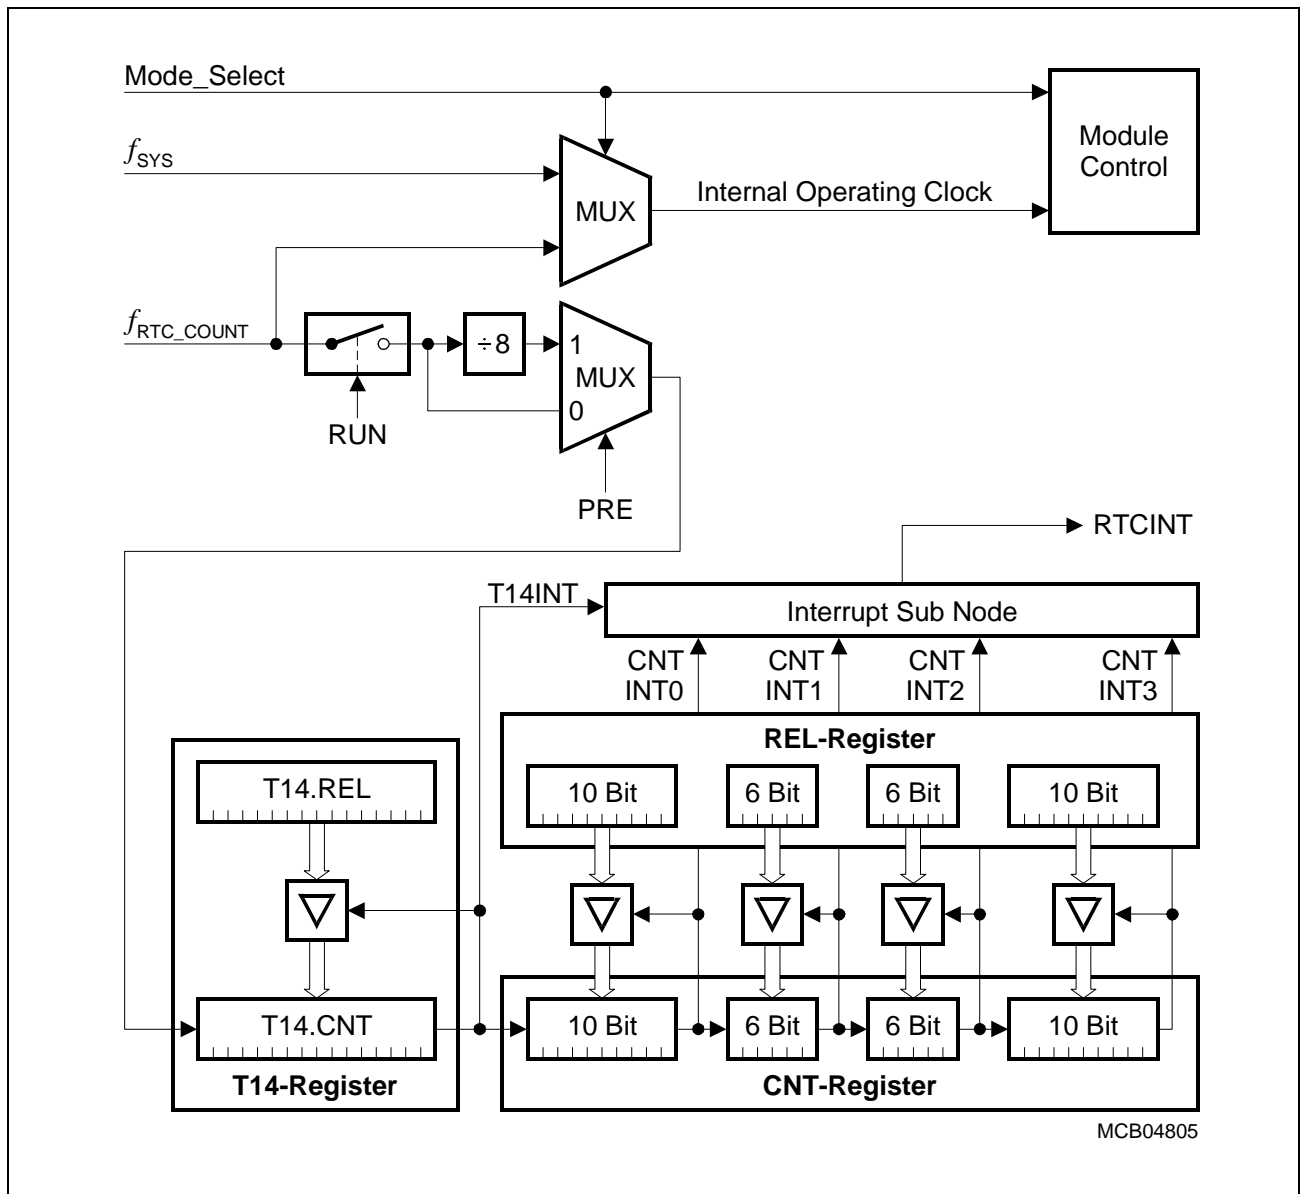 Mode_Select
Module
Control
fSYS
MUX
Internal Operating Clock
fRTC_COUNT
÷8
1
MUX
0
RUN
PRE
RTCINT
T14INT
Interrupt Sub Node
CNT
INT0
CNT
INT1
CNT
INT2
CNT
INT3
REL-Register
T14.REL
10 Bit
6 Bit
6 Bit
10 Bit
T14.CNT
10 Bit
6 Bit
6 Bit
10 Bit
T14-Register
CNT-Register
MCB04805